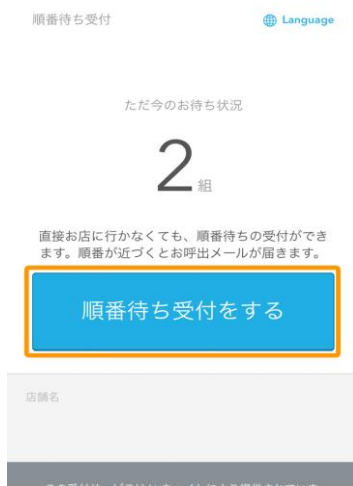 順番待ち受付
Language
ただ今のお待ち状況
2組
直接お店に行かなくても、順番待ちの受付ができ
ます。順番が近づくとお呼出メールが届きます。
順番待ち受付をする
店舗名